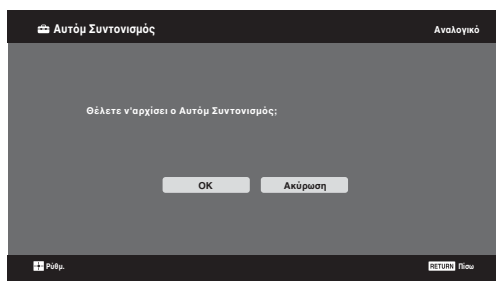 Αυτόμ Συντονισμός
Αναλογικό
Θέλετε ν'αρχίσει ο Αυτόμ Συντονισμός;
OK
Ακύρωση
Ρύθμ.
RETURN Πίσω